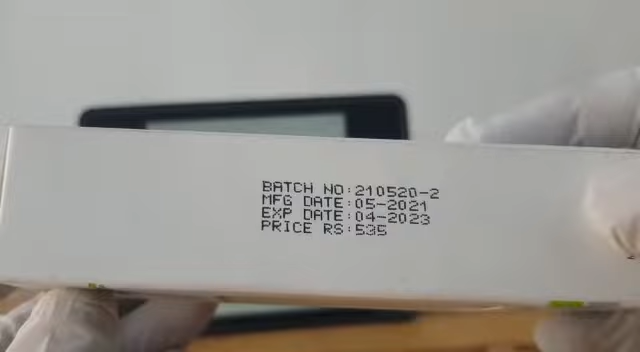 BATCH NO:210520-2
MFG DATE:05-2021
EXP DATE:04-2023
PRICE RS:535